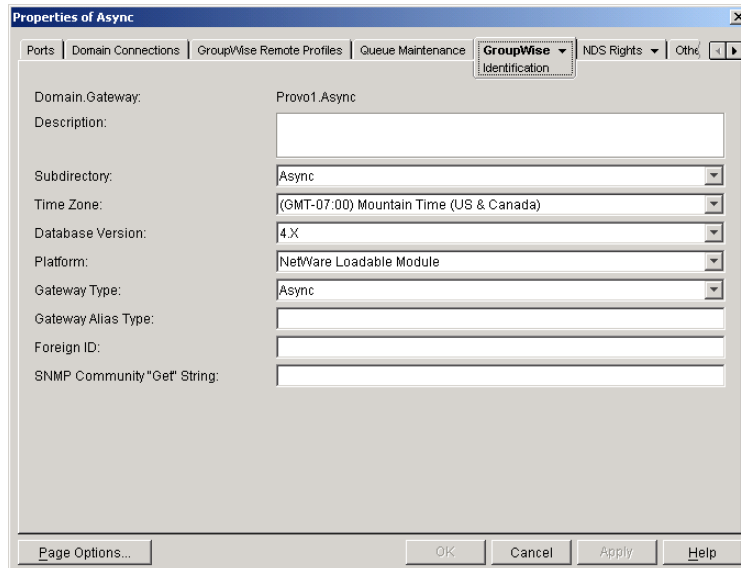 Properties of Async
Ports Domain Connections GroupWise Remote Profiles Queue Maintenance GroupWise NDS Rights Othe
Identification
Domain.Gateway: Provo1.Async
Description:
Subdirectory: Async
Time Zone: (GMT-07:00) Mountain Time (US & Canada)
Database Version: 4.X
Platform: NetWare Loadable Module
Gateway Type: Async
Gateway Alias Type:
Foreign ID:
SNMP Community "Get" String:
Page Options... OK Cancel Apply Help